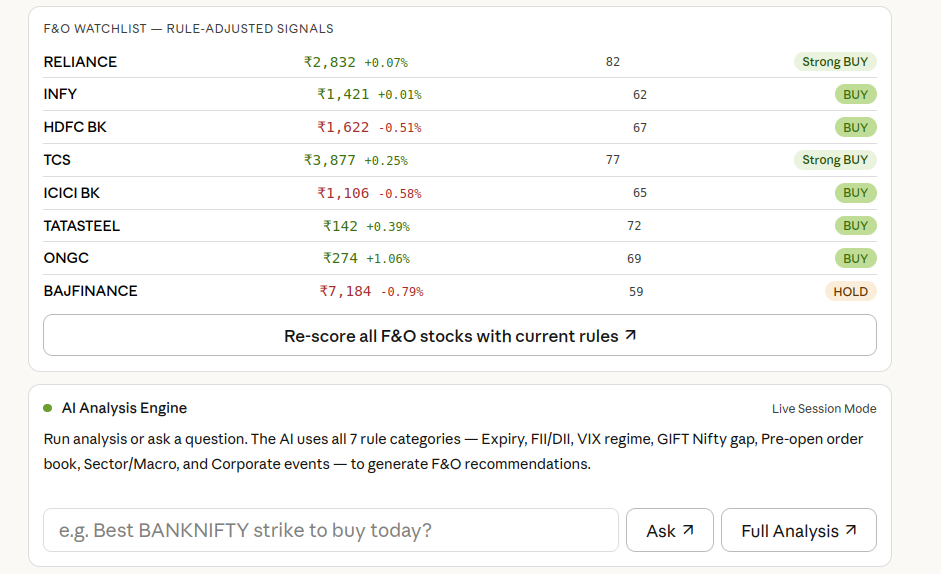 F&O WATCHLIST — RULE-ADJUSTED SIGNALS
RELIANCE ₹2,832 +0.07% 82 Strong BUY
INFY ₹1,421 +0.01% 62 BUY
HDFC BK ₹1,622 -0.51% 67 BUY
TCS ₹3,877 +0.25% 77 Strong BUY
ICICI BK ₹1,106 -0.58% 65 BUY
TATASTEEL ₹142 +0.39% 72 BUY
ONGC ₹274 +1.06% 69 BUY
BAJFINANCE ₹7,184 -0.79% 59 HOLD
Re-score all F&O stocks with current rules ↗
AI Analysis Engine Live Session Mode
Run analysis or ask a question. The AI uses all 7 rule categories — Expiry, FII/DII, VIX regime, GIFT Nifty gap, Pre-open order
book, Sector/Macro, and Corporate events — to generate F&O recommendations.
e.g. Best BANKNIFTY strike to buy today? Ask ↗ Full Analysis ↗